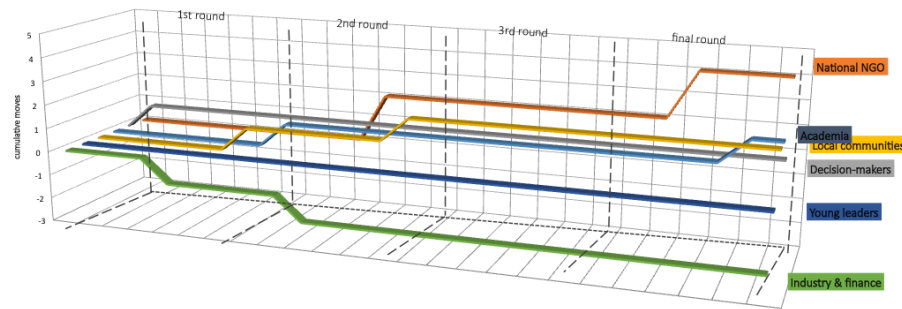 1st round
2nd round
3rd round
final round
5
4
3
2
1
0
-1
-2
-3
cumulative moves
National NGO
Academia
Local communities
Decision-makers
Young leaders
Industry & finance